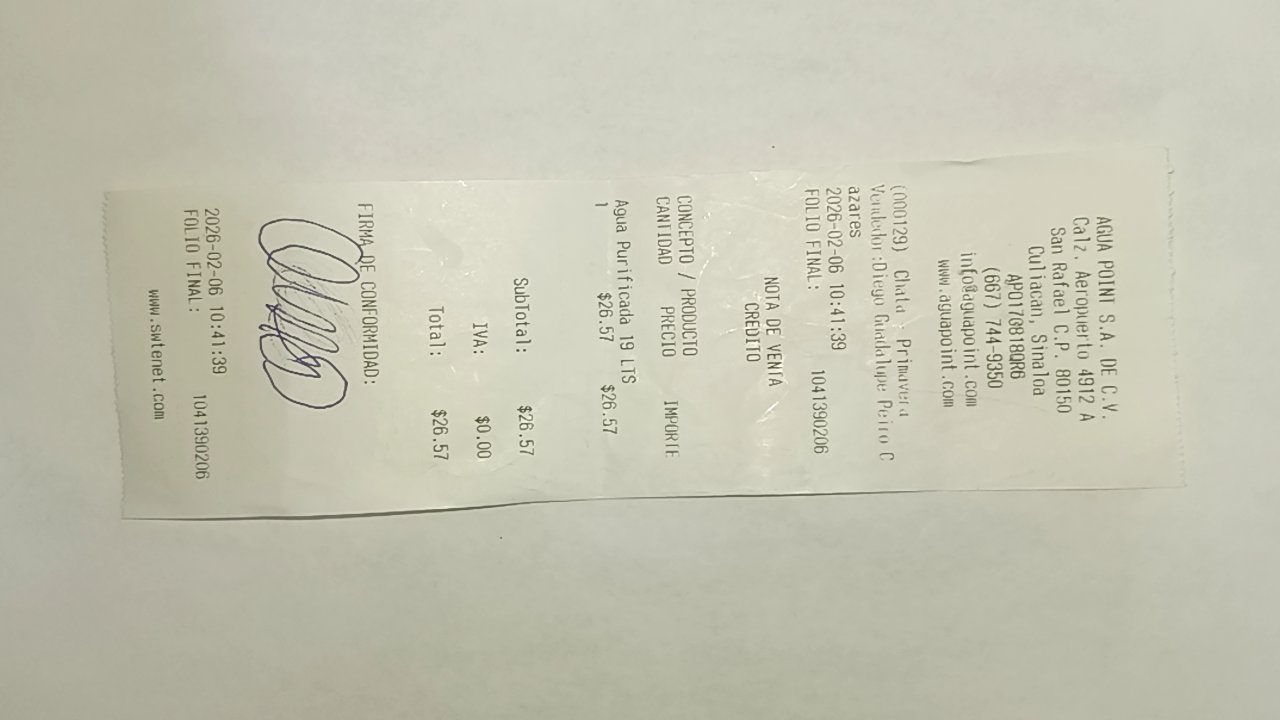 AGUA POINT S.A. DE C.V.
Calz. Aeropuerto 4912 A
San Rafael C.P. 80150
Culiacan, Sinaloa
APO170818QR6
(667) 744-9350
info@aguapoint.com
www.aguapoint.com
(000129) Chata : Primavera
Vendedor:Diego Guadalupe Peiro C
azares
2026-02-06 10:41:39
FOLIO FINAL: 1041390206
NOTA DE VENTA
CREDITO
CONCEPTO / PRODUCTO
CANTIDAD PRECIO IMPORTE
Agua Purificada 19 LTS
1 $26.57 $26.57
SubTotal: $26.57
IVA: $0.00
Total: $26.57
FIRMA DE CONFORMIDAD:
2026-02-06 10:41:39
FOLIO FINAL: 1041390206
www.swtenet.com